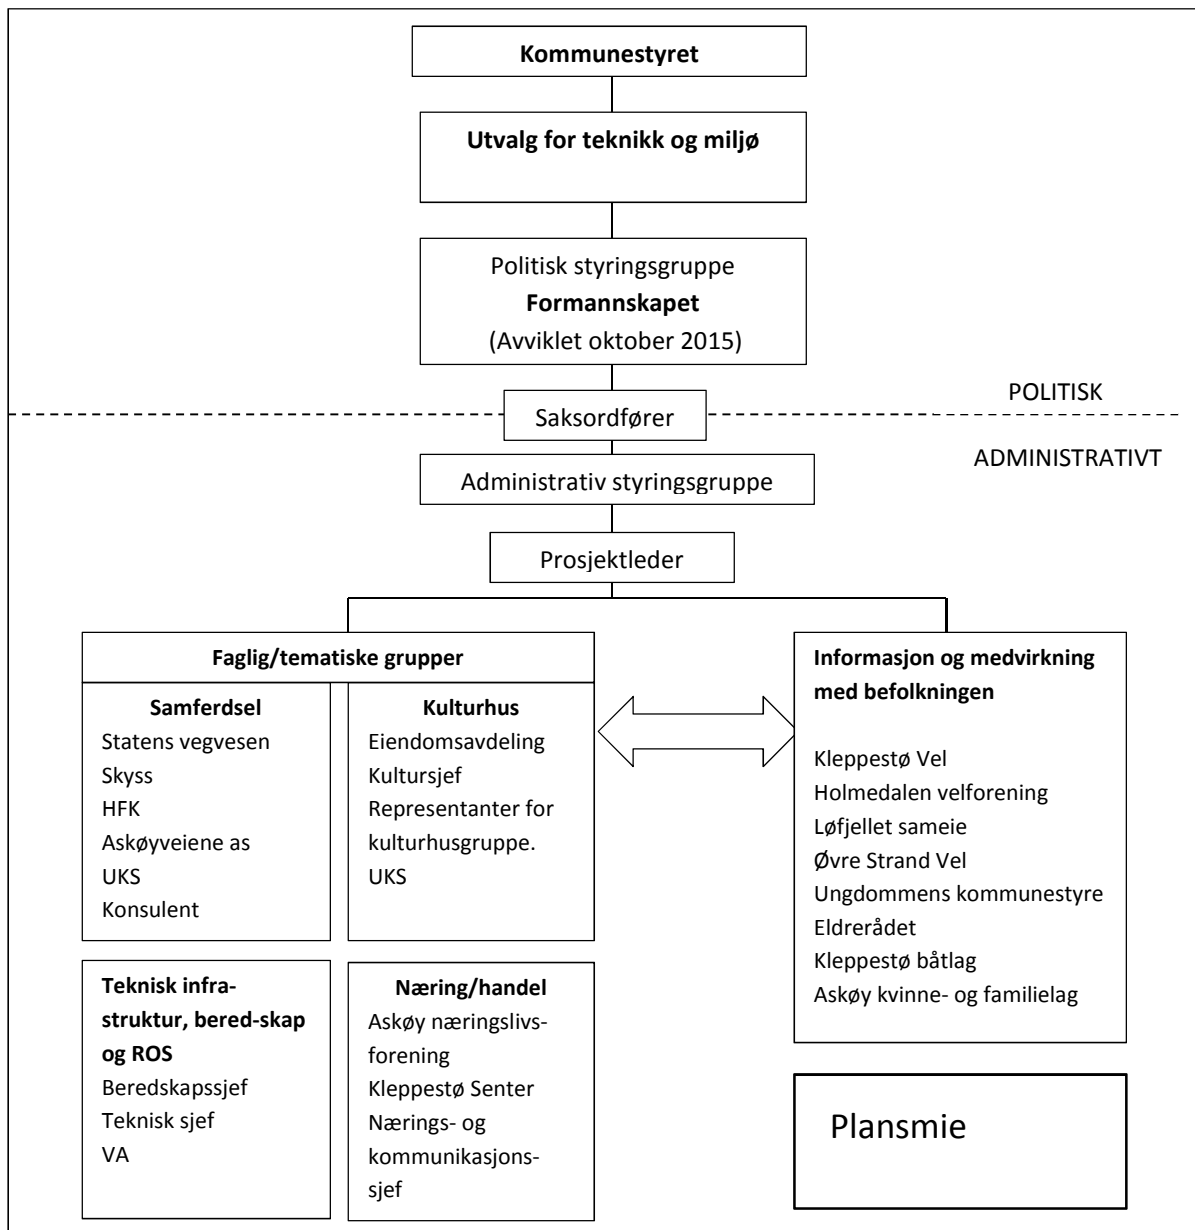 Kommunestyret
Utvalg for teknikk og miljø
Politisk styringsgruppe
Formannskapet
(Avviklet oktober 2015)
POLITISK
Saksordfører
ADMINISTRATIVT
Administrativ styringsgruppe
Prosjektleder
Faglig/tematiske grupper
Samferdsel
Statens vegvesen
Skyss
HFK
Askøyveiene as
UKS
Konsulent
Kulturhus
Eiendomsavdeling
Kultursjef
Representanter for
kulturhusgruppe.
UKS
Teknisk infra-
struktur, bered-skap
og ROS
Beredskapssjef
Teknisk sjef
VA
Næring/handel
Askøy næringslivs-
forening
Kleppestø Senter
Nærings- og
kommunikasjons-
sjef
Informasjon og medvirkning
med befolkningen
Kleppestø Vel
Holmedalen velforening
Løfjellet sameie
Øvre Strand Vel
Ungdommens kommunestyre
Eldrerådet
Kleppestø båtlag
Askøy kvinne- og familielag
Plansmie